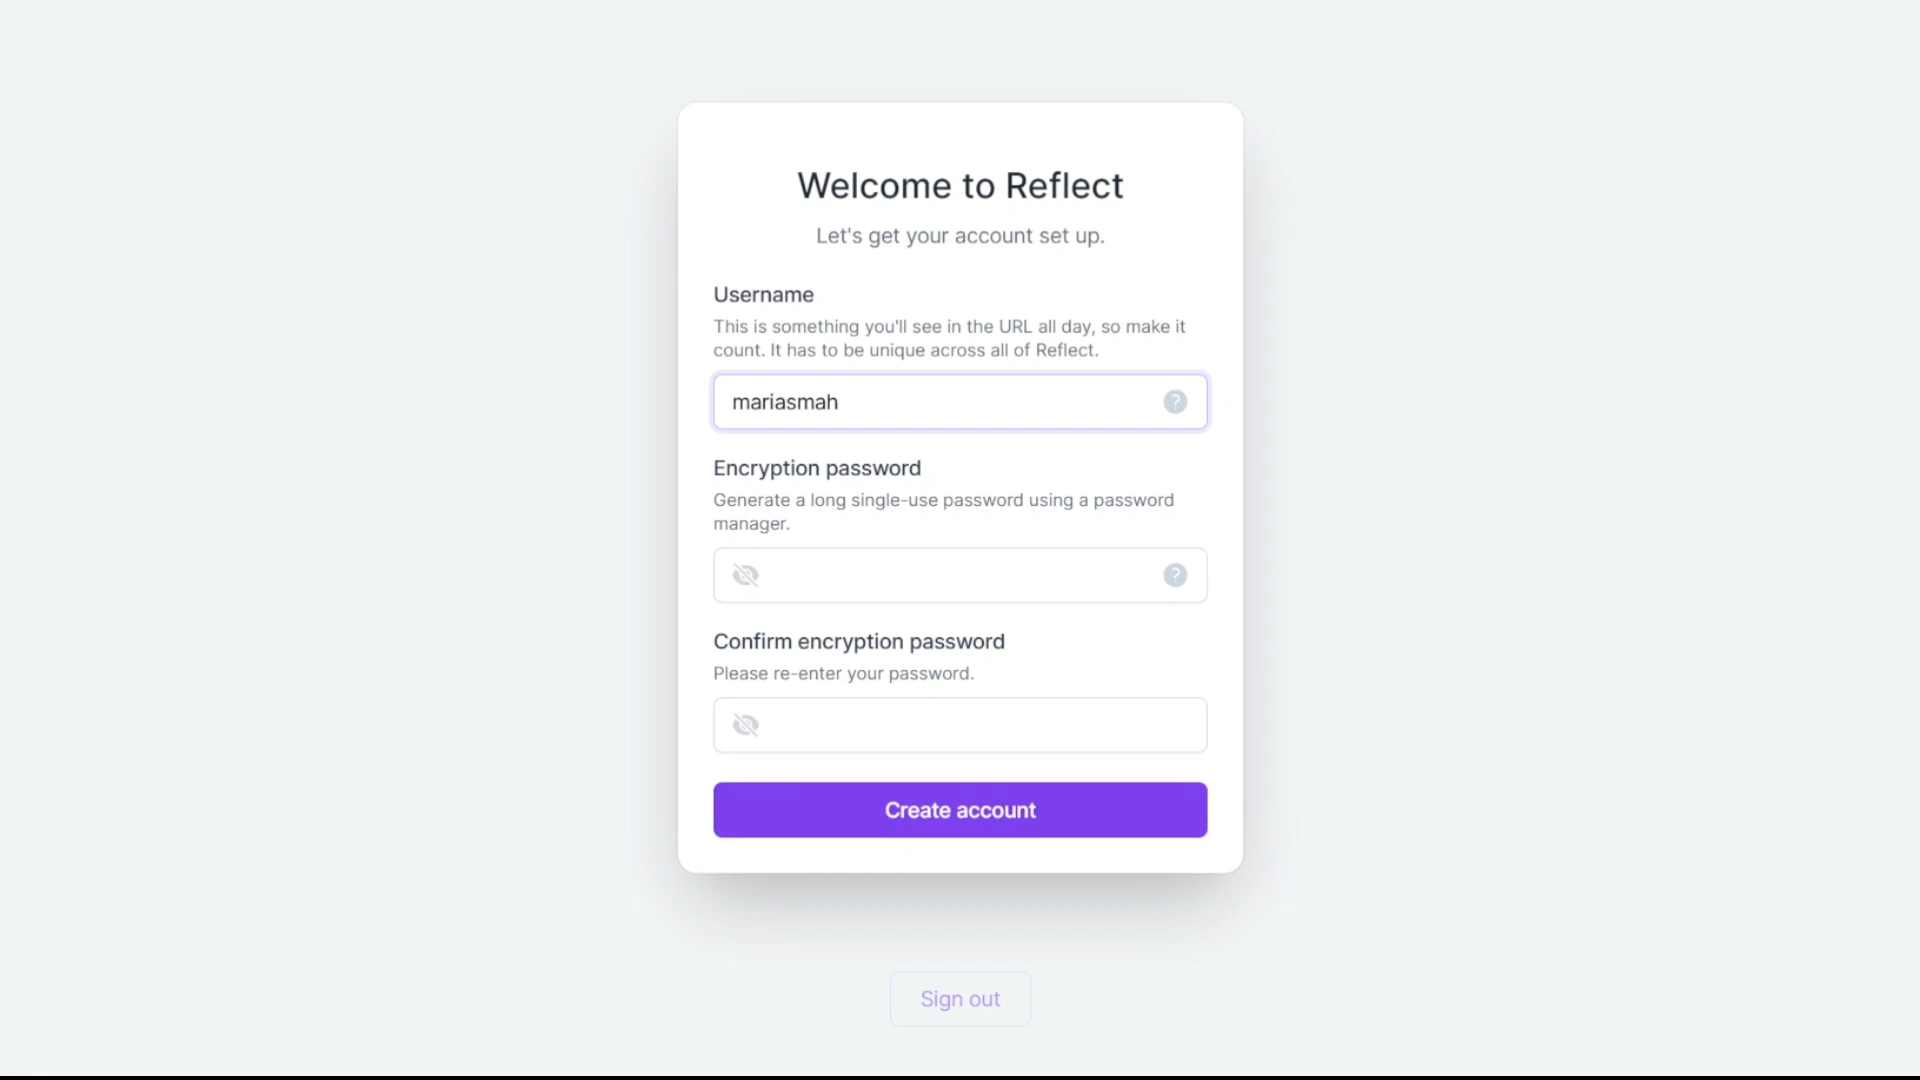 Welcome to Reflect
Let's get your account set up.
Username
This is something you'll see in the URL all day, so make it
count. It has to be unique across all of Reflect.
mariasmah
?
Encryption password
Generate a long single-use password using a password
manager.
?
Confirm encryption password
Please re-enter your password.
Create account
Sign out